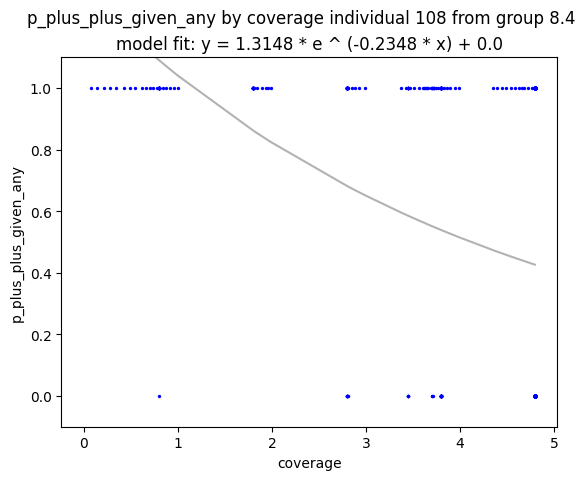 p_plus_plus_given_any by coverage individual 108 from group 8.4
model fit: y = 1.3148 * e ^ (-0.2348 * x) + 0.0
1.0
0.8
0.6
0.4
0.2
0.0
p_plus_plus_given_any
0 1 2 3 4 5
coverage